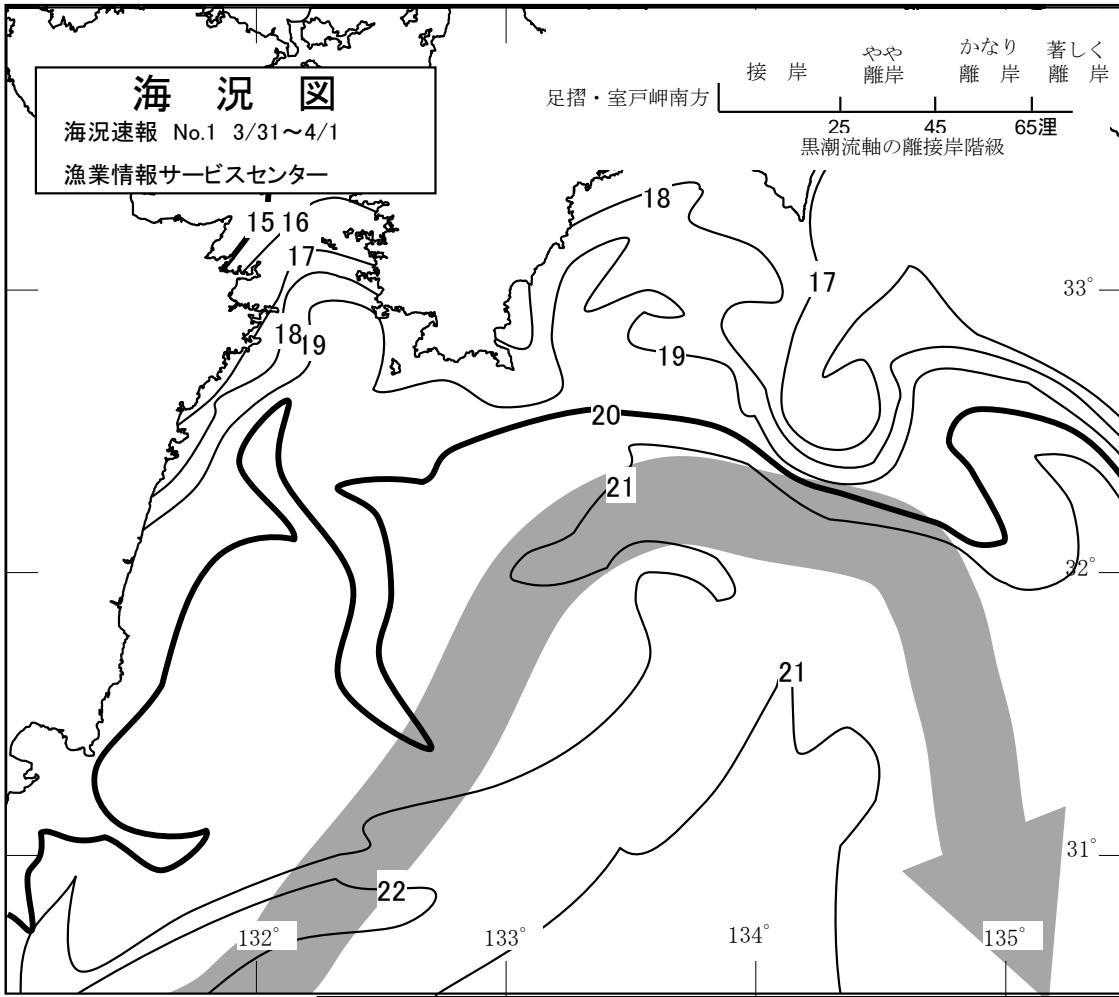 海況図
海況速報 No.1 3/31~4/1
漁業情報サービスセンター
足摺・室戸岬南方
接岸
やや
離岸
かなり
離岸
著しく
離岸
25 45 65浬
黒潮流軸の離接岸階級
15 16
17
18
19
18
17
19
20
21
21
22
33°
32°
31°
132° 133° 134° 135°